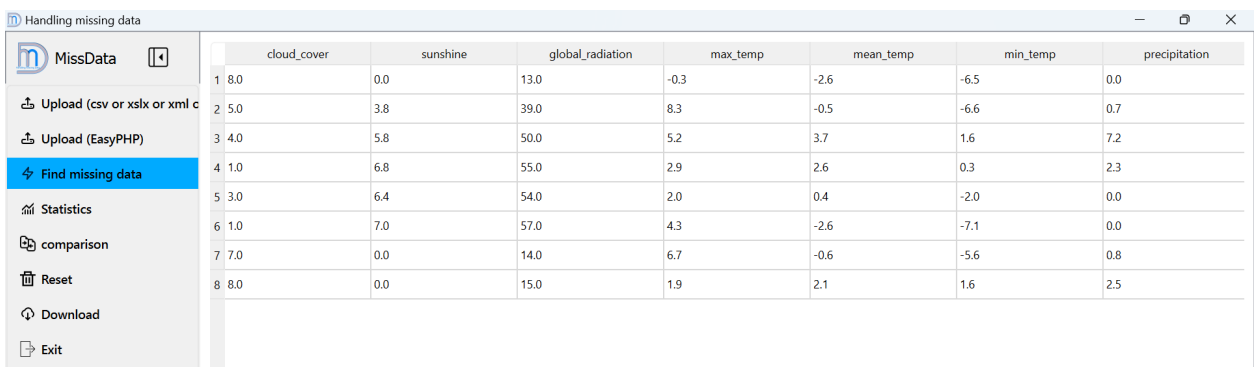 Handling missing data
MissData
Upload (csv or xslx or xml c
Upload (EasyPHP)
Find missing data
Statistics
comparison
Reset
Download
Exit
cloud_cover sunshine global_radiation max_temp mean_temp min_temp precipitation
1 8.0 0.0 13.0 -0.3 -2.6 -6.5 0.0
2 5.0 3.8 39.0 8.3 -0.5 -6.6 0.7
3 4.0 5.8 50.0 5.2 3.7 1.6 7.2
4 1.0 6.8 55.0 2.9 2.6 0.3 2.3
5 3.0 6.4 54.0 2.0 0.4 -2.0 0.0
6 1.0 7.0 57.0 4.3 -2.6 -7.1 0.0
7 7.0 0.0 14.0 6.7 -0.6 -5.6 0.8
8 8.0 0.0 15.0 1.9 2.1 1.6 2.5